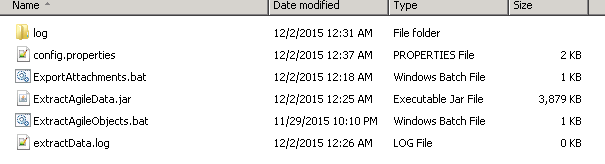 Name Date modified Type Size
log 12/2/2015 12:31 AM File folder
config.properties 12/2/2015 12:37 AM PROPERTIES File 2 KB
ExportAttachments.bat 12/2/2015 12:18 AM Windows Batch File 1 KB
ExtractAgileData.jar 12/2/2015 12:25 AM Executable Jar File 3,879 KB
ExtractAgileObjects.bat 11/29/2015 10:10 PM Windows Batch File 1 KB
extractData.log 12/2/2015 12:26 AM LOG File 0 KB